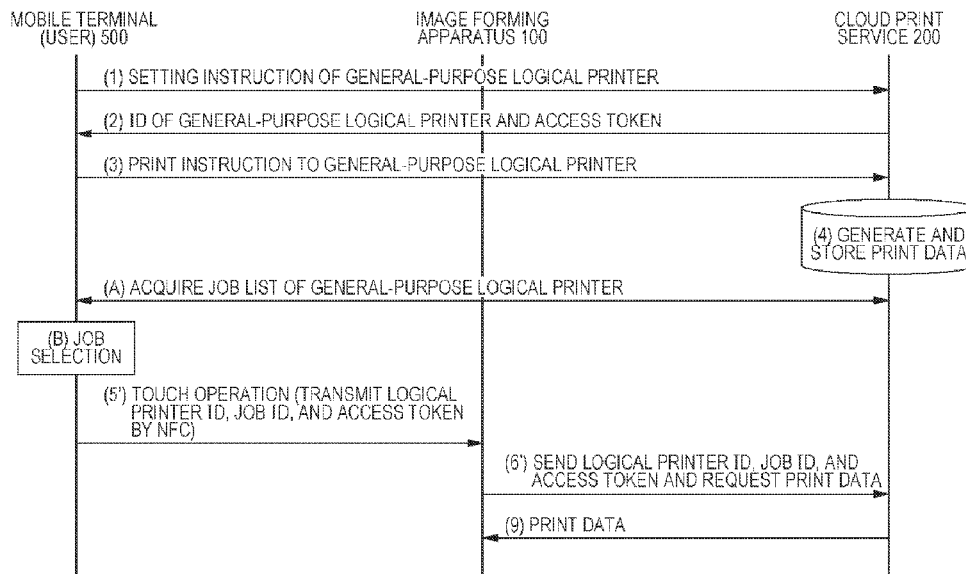 MOBILE TERMINAL
(USER) 500
IMAGE FORMING
APPARATUS 100
CLOUD PRINT
SERVICE 200
(1) SETTING INSTRUCTION OF GENERAL-PURPOSE LOGICAL PRINTER
(2) ID OF GENERAL-PURPOSE LOGICAL PRINTER AND ACCESS TOKEN
(3) PRINT INSTRUCTION TO GENERAL-PURPOSE LOGICAL PRINTER
(4) GENERATE AND
STORE PRINT DATA
(A) ACQUIRE JOB LIST OF GENERAL-PURPOSE LOGICAL PRINTER
(B) JOB
SELECTION
(5') TOUCH OPERATION (TRANSMIT LOGICAL
PRINTER ID, JOB ID, AND ACCESS TOKEN
BY NFC)
(6') SEND LOGICAL PRINTER ID, JOB ID, AND
ACCESS TOKEN AND REQUEST PRINT DATA
(9) PRINT DATA